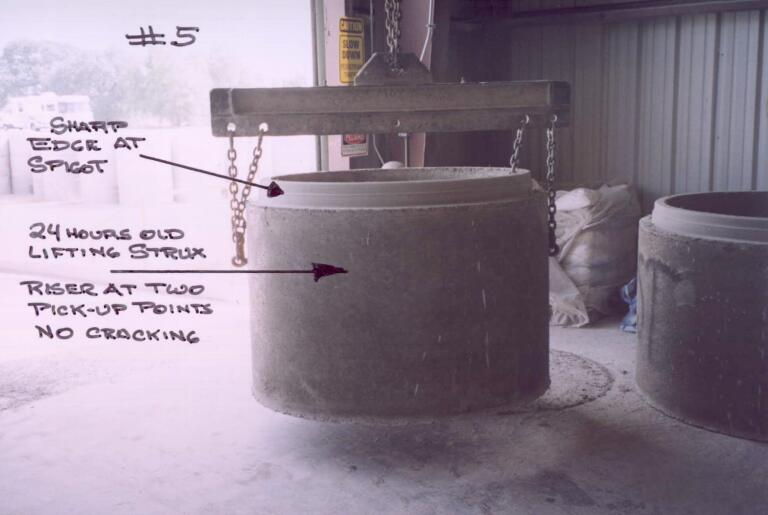 #5
CAUTION
SLOW
DOWN
SHARP
EDGE AT
SPIGOT
24 HOURS OLD
LIFTING STRUX
RISER AT TWO
PICK-UP POINTS
NO CRACKING